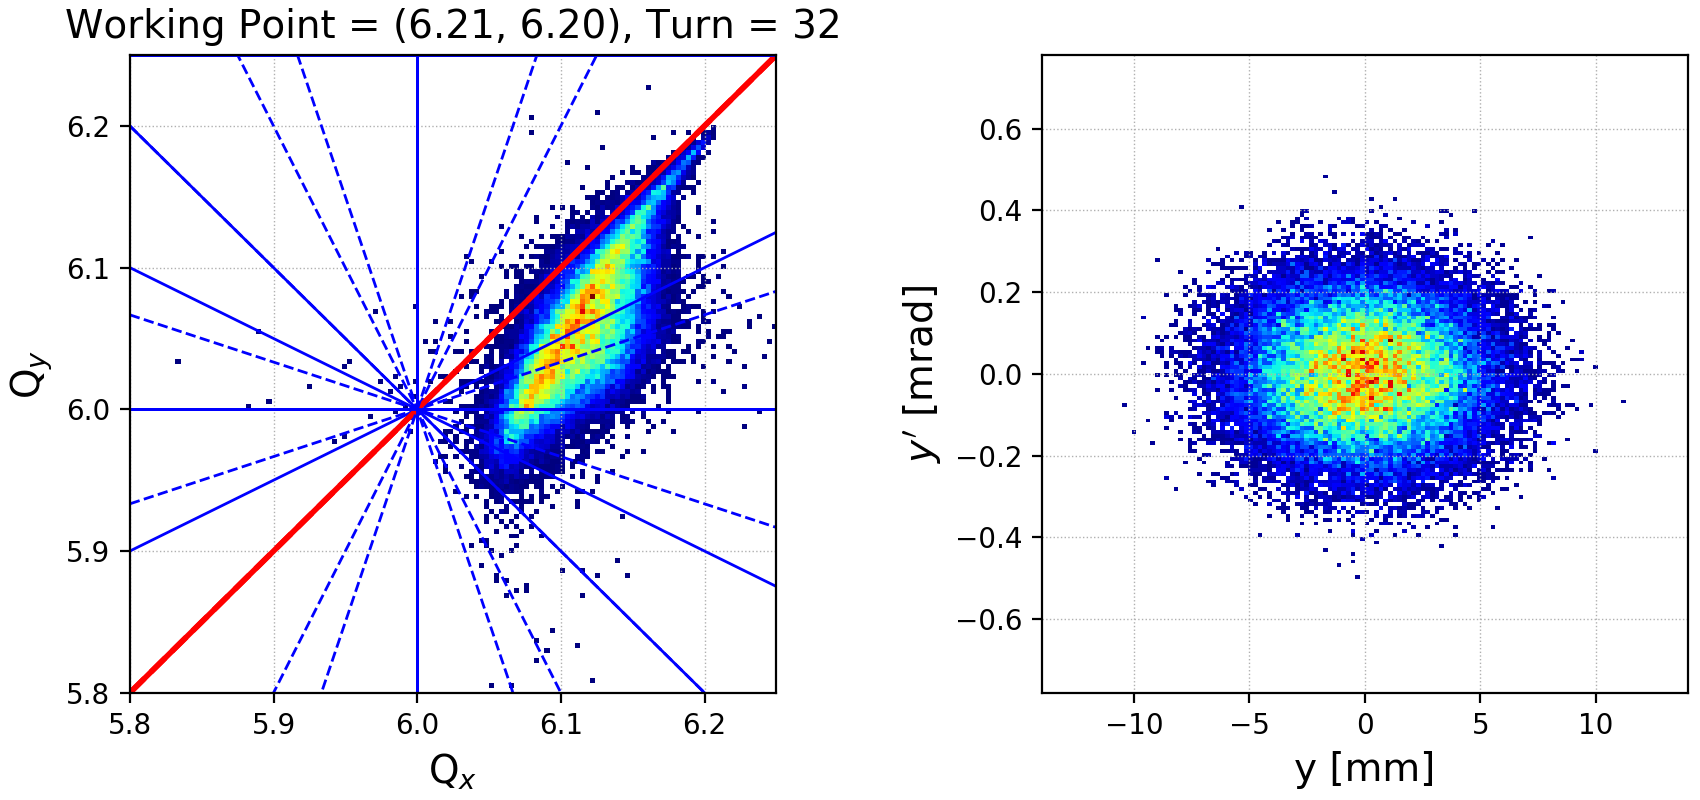 Working Point = (6.21, 6.20), Turn = 32
6.2
6.1
6.0
5.9
5.8
Q_y
5.8 5.9 6.0 6.1 6.2
Q_x
0.6
0.4
0.2
0.0
−0.2
−0.4
−0.6
y′ [mrad]
−10 −5 0 5 10
y [mm]